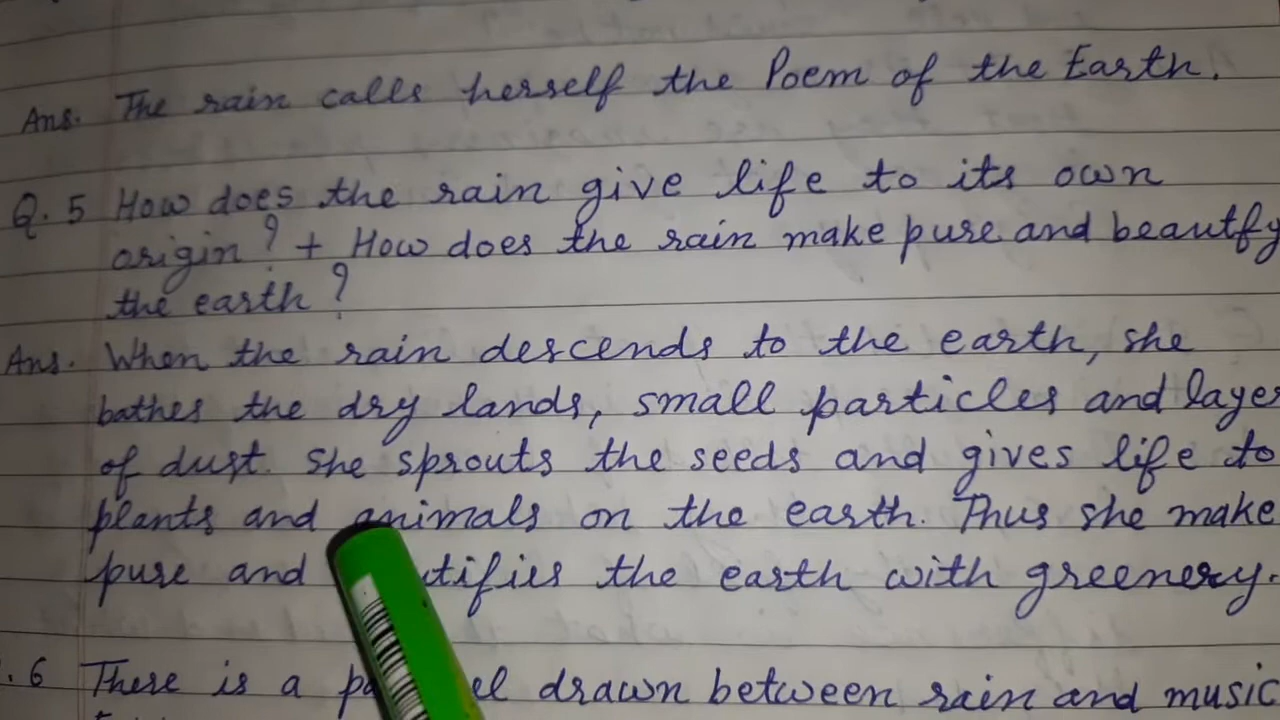 Ans. The rain calls herself the Poem of the Earth.
Q. 5 How does the rain give life to its own
origin? + How does the rain make pure and beautfy
the earth?
Ans. When the rain descends to the earth, she
bathes the dry lands, small particles and layes
of dust. She sprouts the seeds and gives life to
plants and animals on the earth. Thus she make
pure and tifies the earth with greenery.
.6 There is a pa el drawn between rain and music